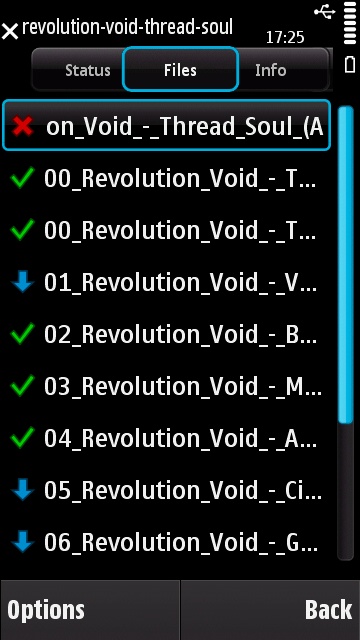 revolution-void-thread-soul
17:25
Status Files Info
on_Void_-_Thread_Soul_(A
00_Revolution_Void_-_T...
00_Revolution_Void_-_T...
01_Revolution_Void_-_V...
02_Revolution_Void_-_B...
03_Revolution_Void_-_M...
04_Revolution_Void_-_A...
05_Revolution_Void_-_Ci...
06_Revolution_Void_-_G...
Options Back